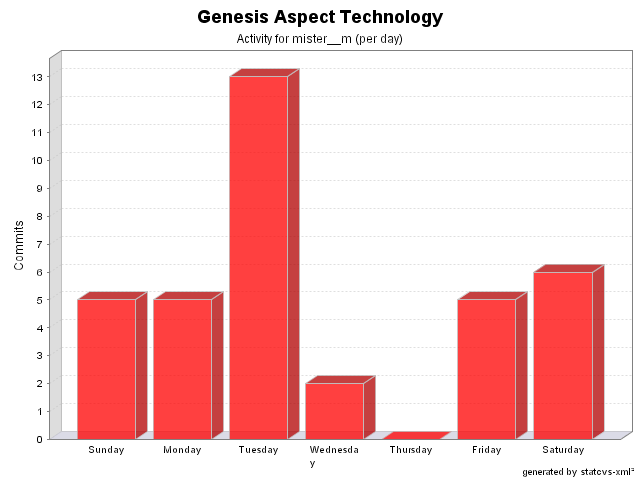 Genesis Aspect Technology
Activity for mister__m (per day)
13
12
11
10
9
8
7
6
5
4
3
2
1
0
Commits
Sunday
Monday
Tuesday
Wednesda
y
Thursday
Friday
Saturday
generated by statcvs-xml²